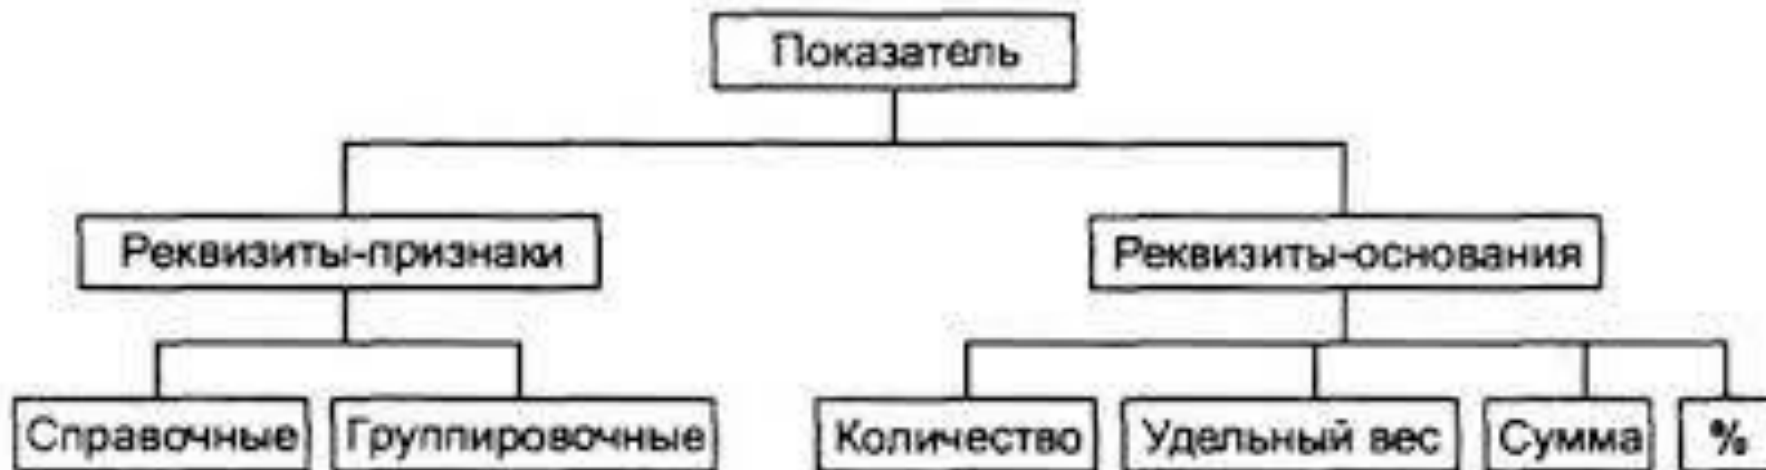 Показатель
Реквизиты-признаки
Реквизиты-основания
Справочные
Группировочные
Количество
Удельный вес
Сумма
%